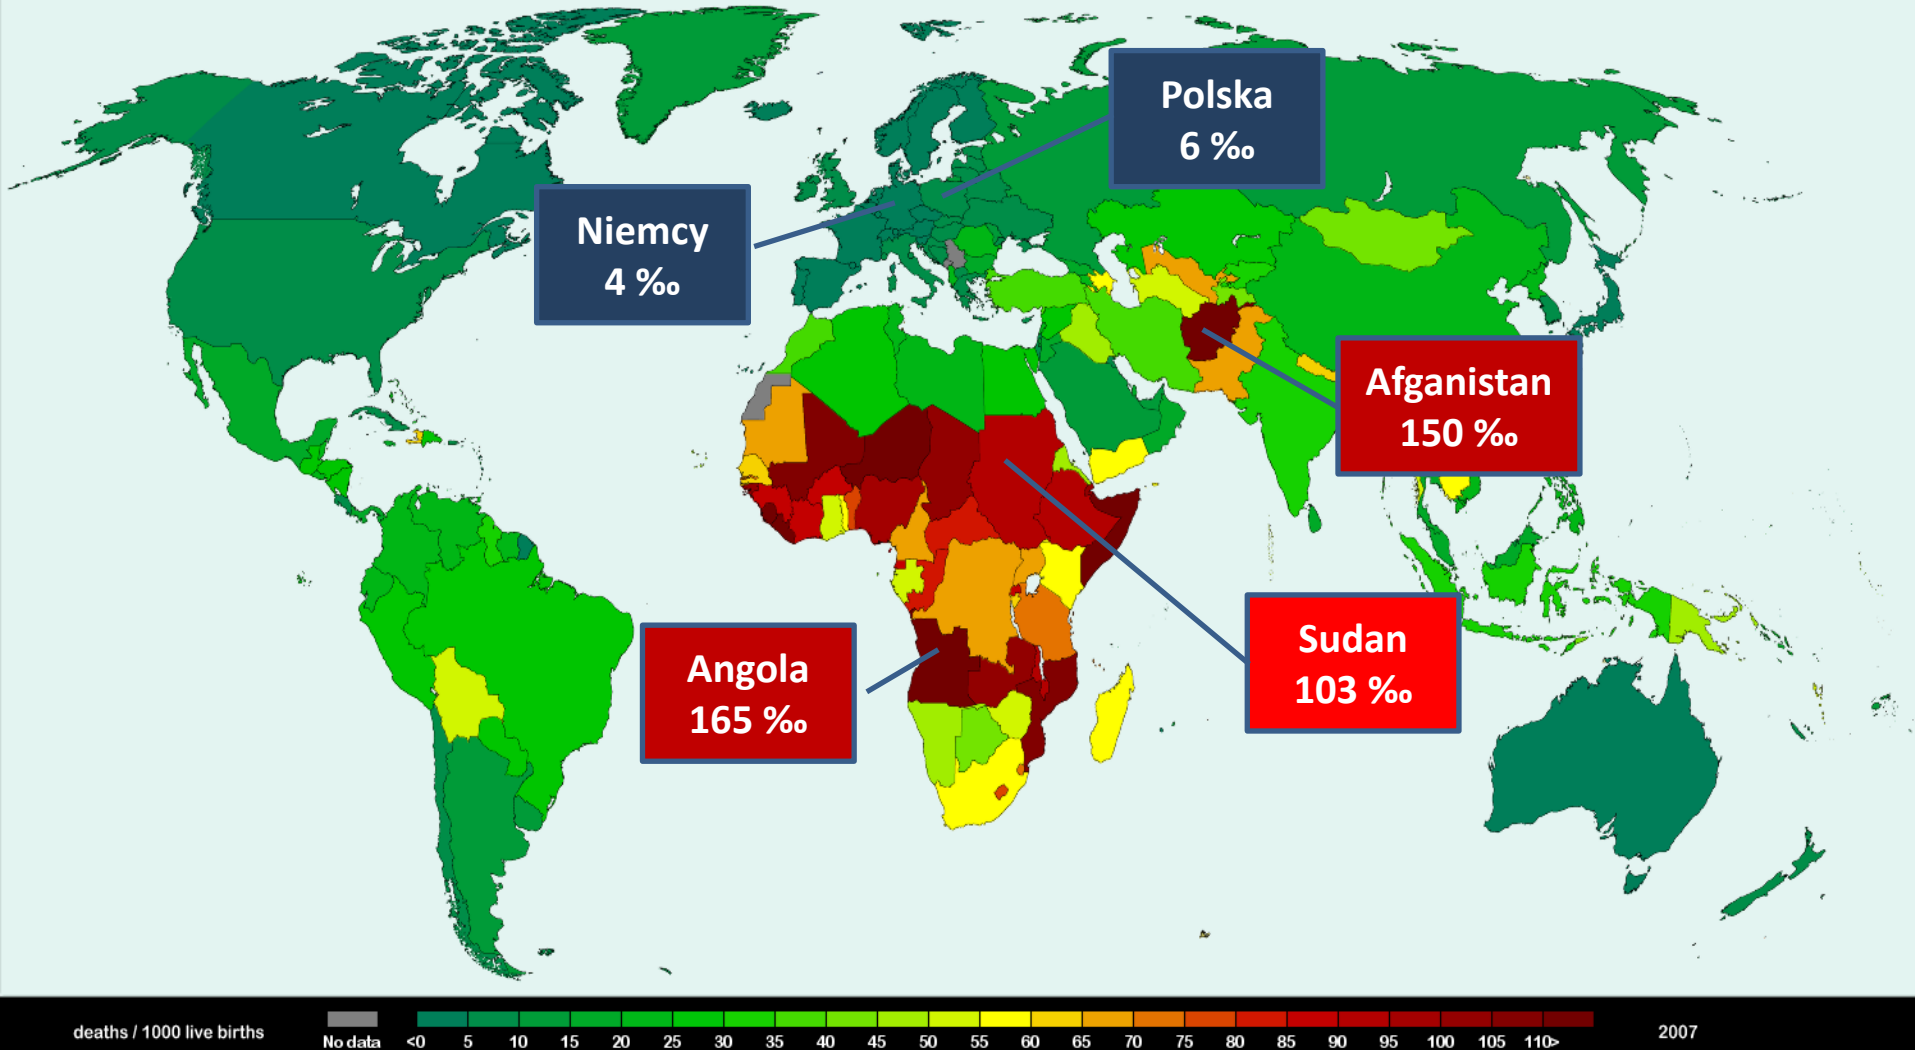 Polska
6 ‰
Niemcy
4 ‰
Afganistan
150 ‰
Sudan
103 ‰
Angola
165 ‰
deaths / 1000 live births
No data <0 5 10 15 20 25 30 35 40 45 50 55 60 65 70 75 80 85 90 95 100 105 110>
2007